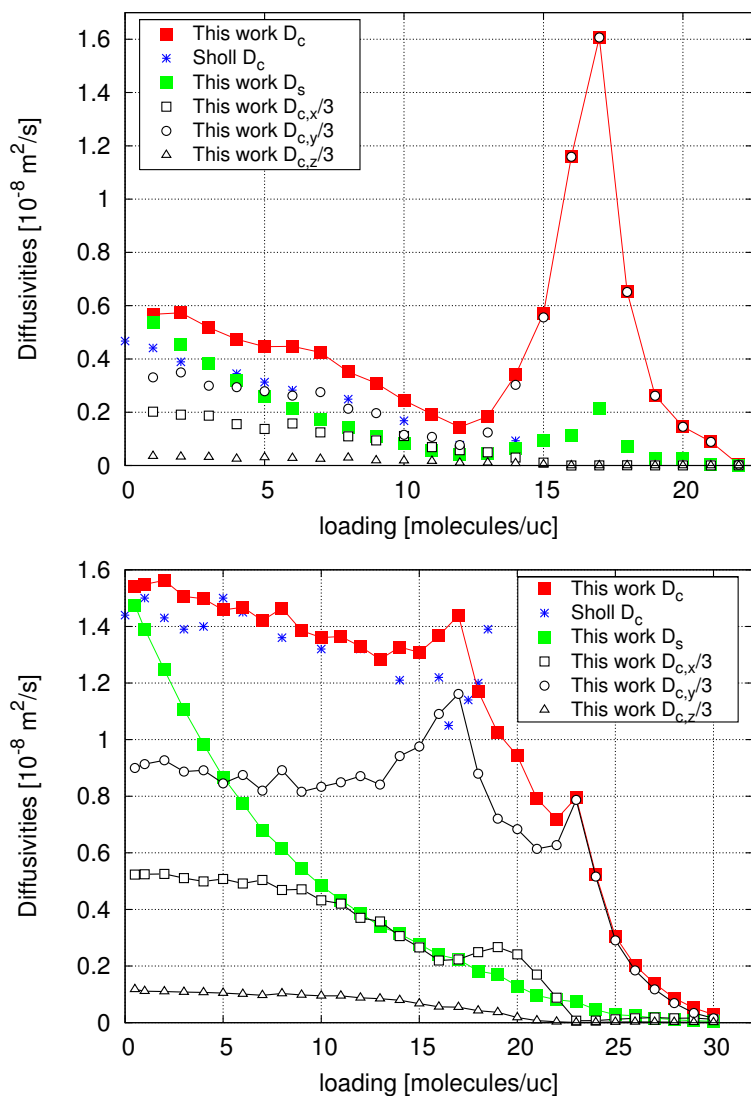 This work D_c
Sholl D_c
This work D_s
This work D_c,x/3
This work D_c,y/3
This work D_c,z/3
1.6
1.4
1.2
1
0.8
0.6
0.4
0.2
0
0 5 10 15 20
Diffusivities [10^-8 m^2/s]
loading [molecules/uc]
This work D_c
Sholl D_c
This work D_s
This work D_c,x/3
This work D_c,y/3
This work D_c,z/3
1.6
1.4
1.2
1
0.8
0.6
0.4
0.2
0
0 5 10 15 20 25 30
Diffusivities [10^-8 m^2/s]
loading [molecules/uc]